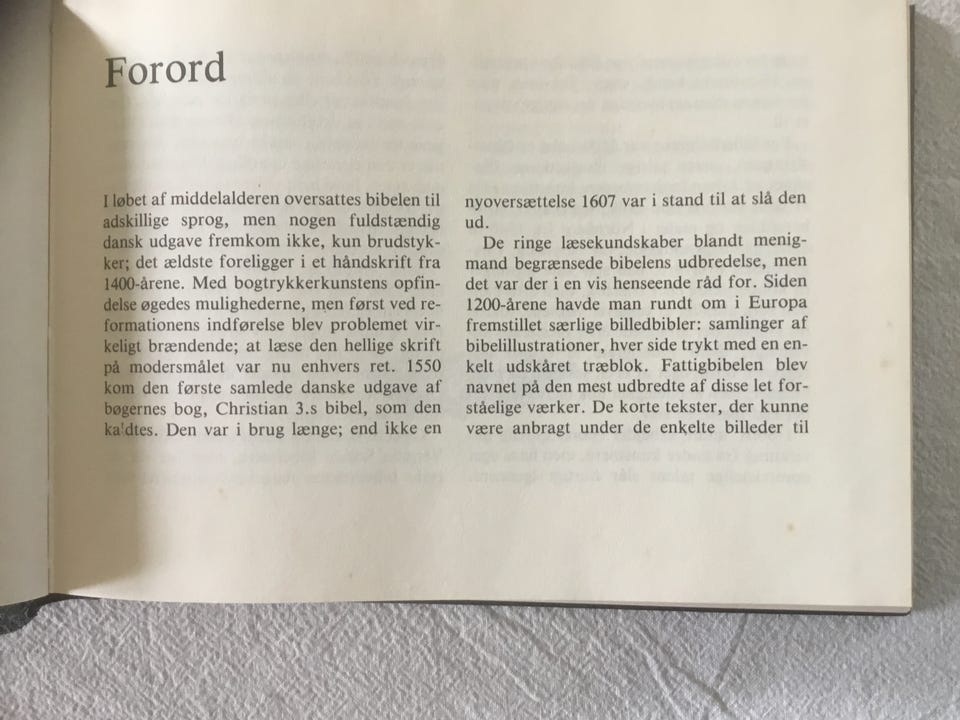 Forord
I løbet af middelalderen oversattes bibelen til
adskillige sprog, men nogen fuldstændig
dansk udgave fremkom ikke, kun brudstyk-
ker; det ældste foreligger i et håndskrift fra
1400-årene. Med bogtrykkerkunstens opfin-
delse øgedes mulighederne, men først ved re-
formationens indførelse blev problemet vir-
keligt brændende; at læse den hellige skrift
på modersmålet var nu enhvers ret. 1550
kom den første samlede danske udgave af
bøgernes bog, Christian 3.s bibel, som den
kaldtes. Den var i brug længe; end ikke en
nyoversættelse 1607 var i stand til at slå den
ud.
De ringe læsekundskaber blandt menig-
mand begrænsede bibelens udbredelse, men
det var der i en vis henseende råd for. Siden
1200-årene havde man rundt om i Europa
fremstillet særlige billedbibler: samlinger af
bibelillustrationer, hver side trykt med en en-
kelt udskåret træblok. Fattigbibelen blev
navnet på den mest udbredte af disse let for-
ståelige værker. De korte tekster, der kunne
være anbragt under de enkelte billeder til